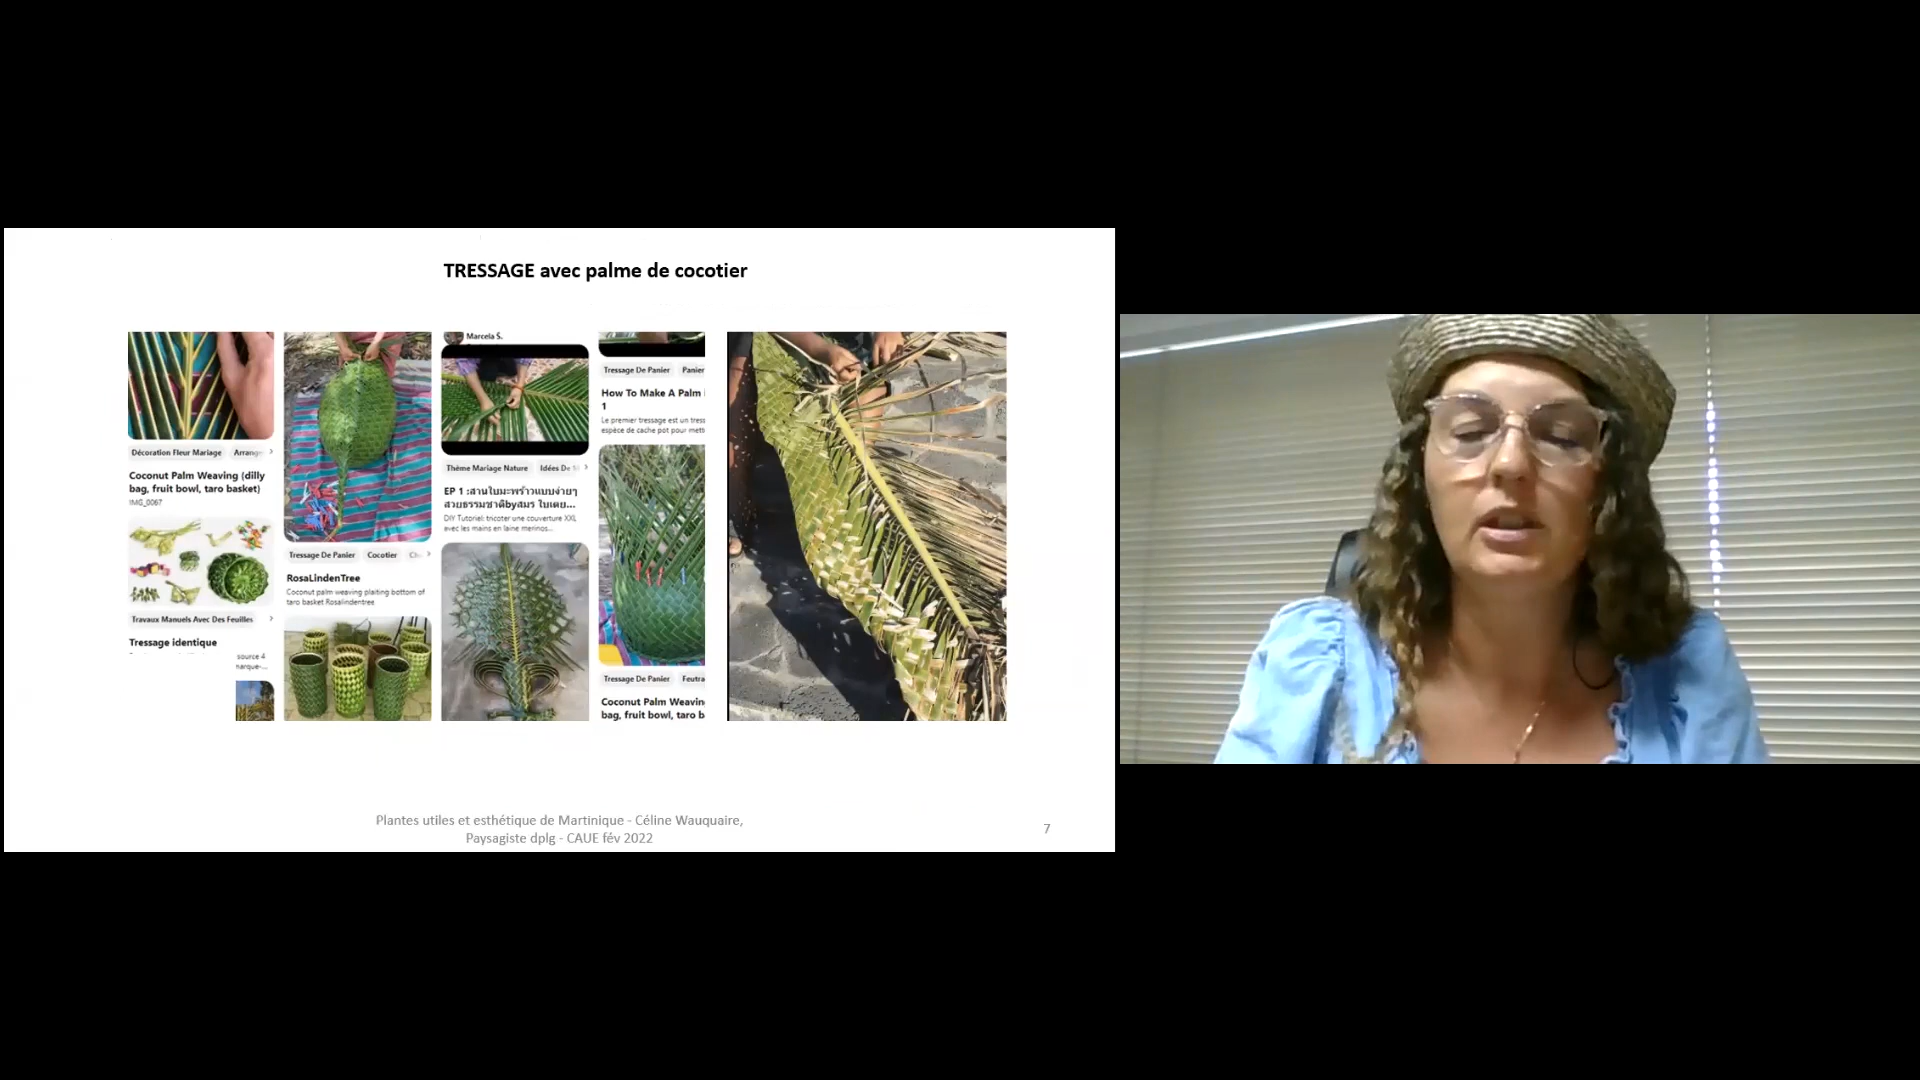 TRESSAGE avec palme de cocotier
Décoration Fleur Mariage
Coconut Palm Weaving (dilly
bag, fruit bowl, taro basket)
IMG_0067
Travaux Manuels Avec Des Feuilles
Tressage identique
source 4
Tressage De Panier Cocotier
RosaLindenTree
Coconut palm weaving plaiting bottom of
taro basket Rosalindentree
Marcela S.
Thème Mariage Nature Idées De
EP 1 :สานใบมะพร้าวแบบง่ายๆ
สวยธรรมชาติbyสมร ใบเตย...
DIY Tutoriel: tricoter une couverture XXL
avec les mains en laine merinos...
Tressage De Panier Panier
How To Make A Palm
1
Le premier tressage est un tress
espèce de cache pot pour mett
Tressage De Panier Feutra
Coconut Palm Weaving
bag, fruit bowl, taro b
Plantes utiles et esthétique de Martinique - Céline Wauquaire,
Paysagiste dplg - CAUE fév 2022
7